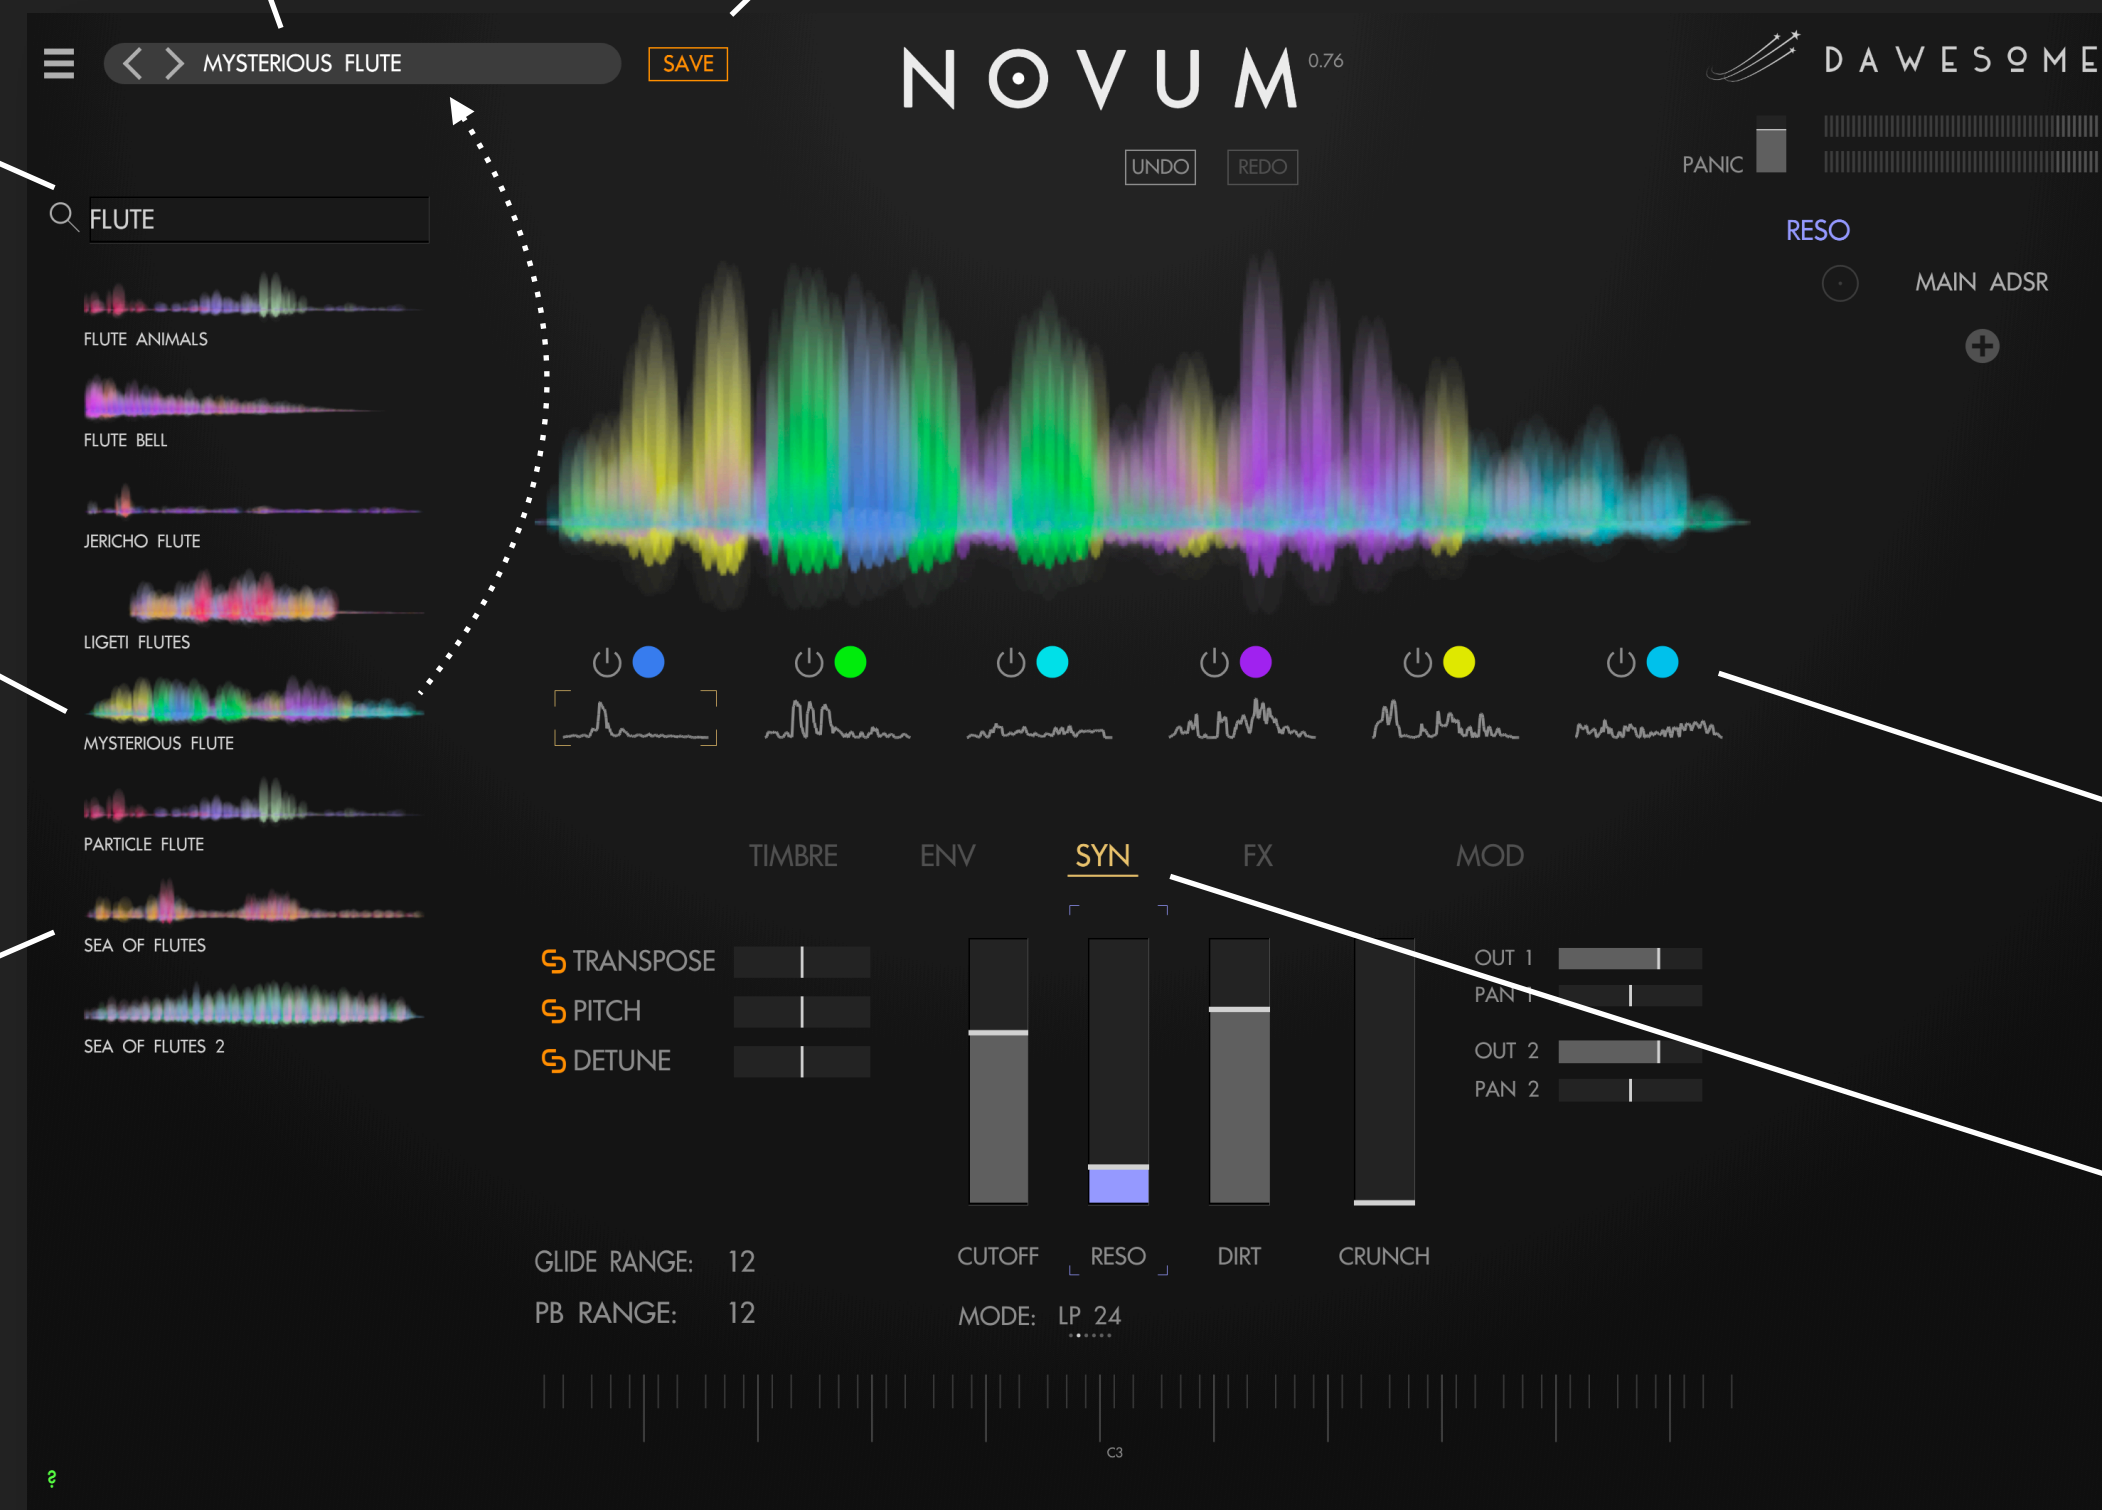 MYSTERIOUS FLUTE
SAVE
NOVUM 0.76
DAWESOME
UNDO REDO
PANIC
FLUTE
RESO
MAIN ADSR
FLUTE ANIMALS
FLUTE BELL
JERICHO FLUTE
LIGETI FLUTES
MYSTERIOUS FLUTE
PARTICLE FLUTE
SEA OF FLUTES
SEA OF FLUTES 2
TIMBRE ENV SYN FX MOD
TRANSPOSE
PITCH
DETUNE
OUT 1
PAN 1
OUT 2
PAN 2
CUTOFF RESO DIRT CRUNCH
GLIDE RANGE: 12
PB RANGE: 12
MODE: LP 24
C3
?